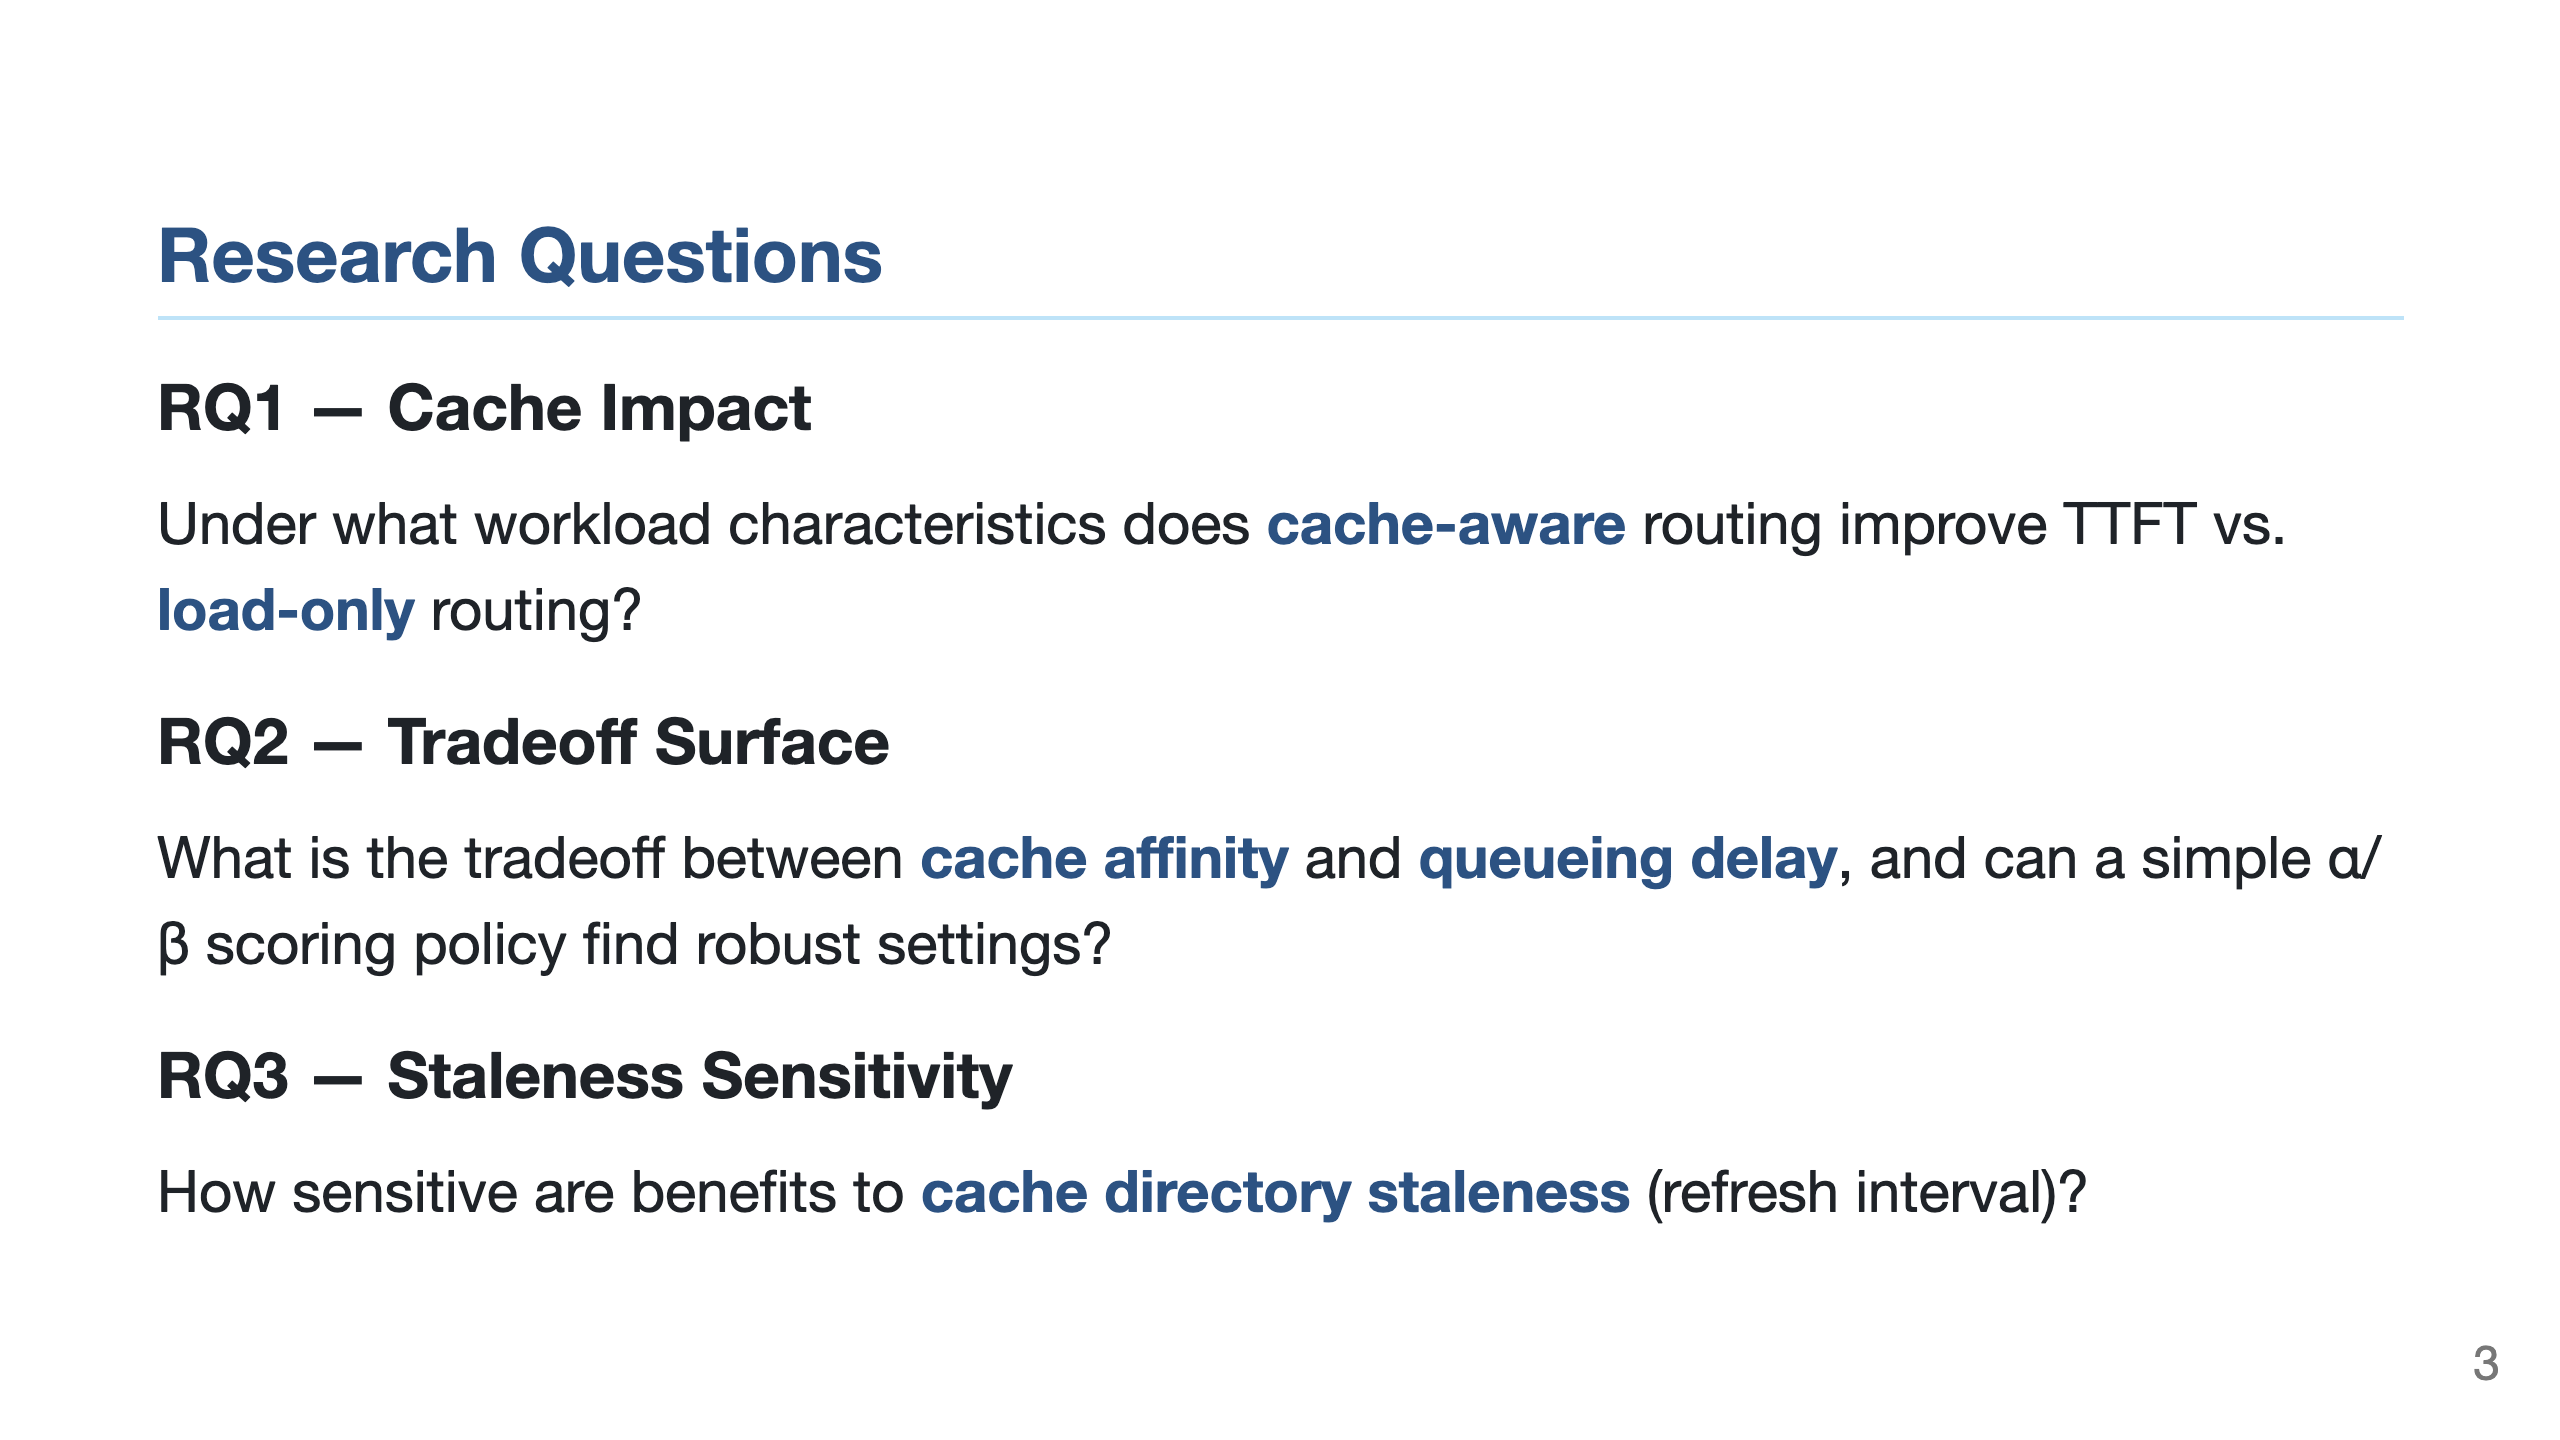 Research Questions
RQ1 — Cache Impact
Under what workload characteristics does cache-aware routing improve TTFT vs.
load-only routing?
RQ2 — Tradeoff Surface
What is the tradeoff between cache affinity and queueing delay, and can a simple α/
β scoring policy find robust settings?
RQ3 — Staleness Sensitivity
How sensitive are benefits to cache directory staleness (refresh interval)?
3